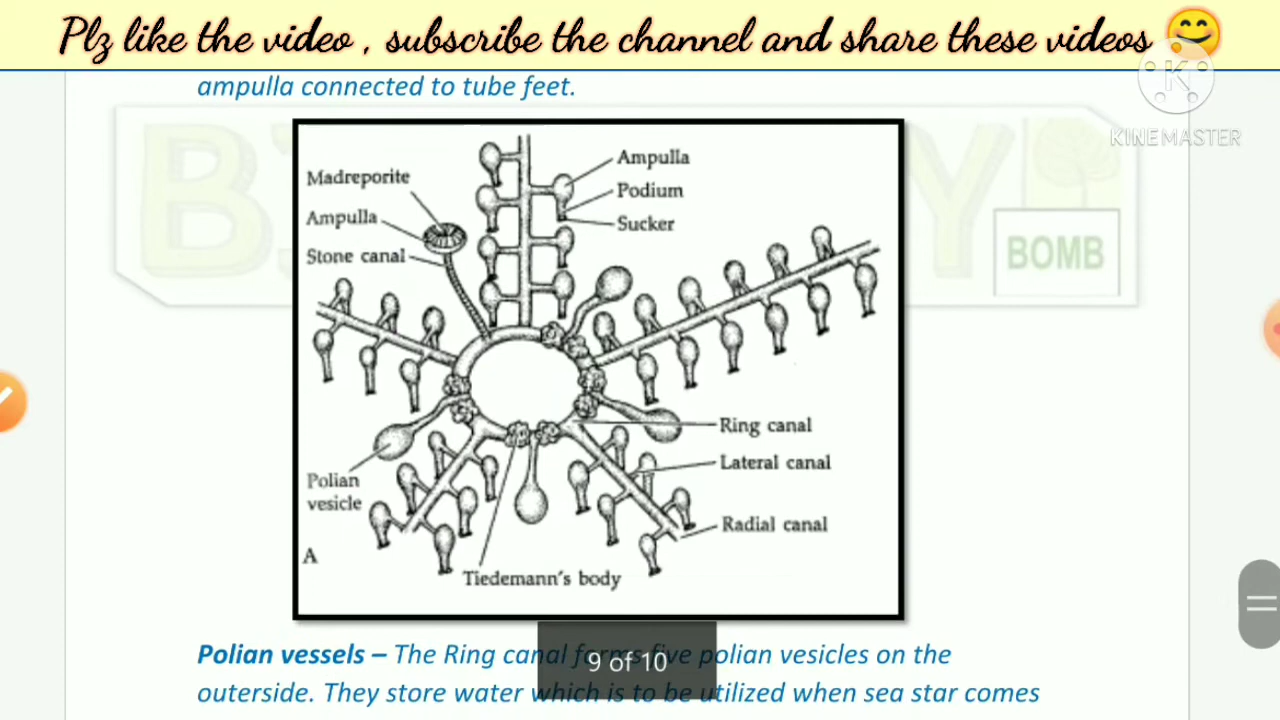 Plz like the video , subscribe the channel and share these videos 😊
KINEMASTER
ampulla connected to tube feet.
BOMB
Madreporite
Ampulla
Stone canal
Ampulla
Podium
Sucker
Ring canal
Lateral canal
Radial canal
Polian
vesicle
A
Tiedemann's body
Polian vessels – The Ring canal forms five polian vesicles on the
9 of 10
outerside. They store water which is to be utilized when sea star comes